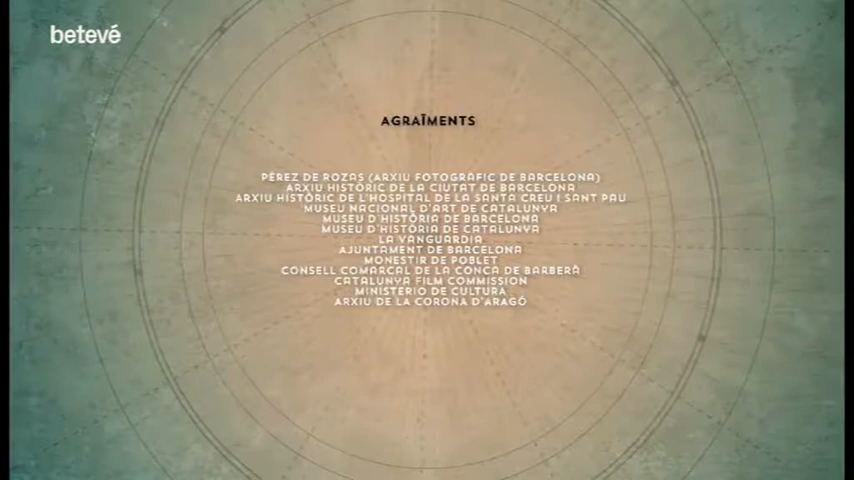 betevé
AGRAÏMENTS
PÉREZ DE ROZAS (ARXIU FOTOGRÀFIC DE BARCELONA)
ARXIU HISTÒRIC DE LA CIUTAT DE BARCELONA
ARXIU HISTÒRIC DE L'HOSPITAL DE LA SANTA CREU I SANT PAU
MUSEU NACIONAL D'ART DE CATALUNYA
MUSEU D'HISTÒRIA DE BARCELONA
MUSEU D'HISTÒRIA DE CATALUNYA
LA VANGUARDIA
AJUNTAMENT DE BARCELONA
MONESTIR DE POBLET
CONSELL COMARCAL DE LA CONCA DE BARBERÀ
CATALUNYA FILM COMMISSION
MINISTERIO DE CULTURA
ARXIU DE LA CORONA D'ARAGÓ